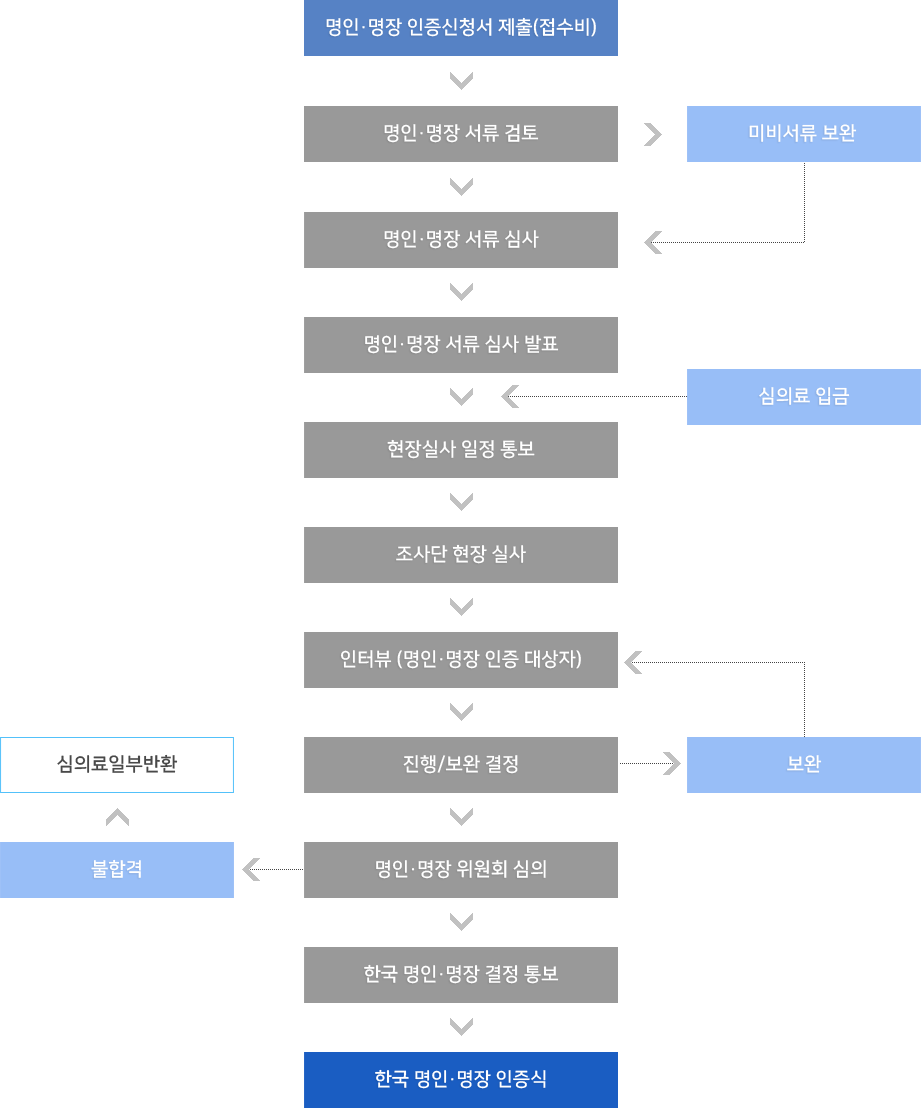 명인·명장 인증신청서 제출(접수비)
명인·명장 서류 검토
미비서류 보완
명인·명장 서류 심사
명인·명장 서류 심사 발표
심의료 입금
현장실사 일정 통보
조사단 현장 실사
인터뷰 (명인·명장 인증 대상자)
심의료일부반환
진행/보완 결정
보완
불합격
명인·명장 위원회 심의
한국 명인·명장 결정 통보
한국 명인·명장 인증식